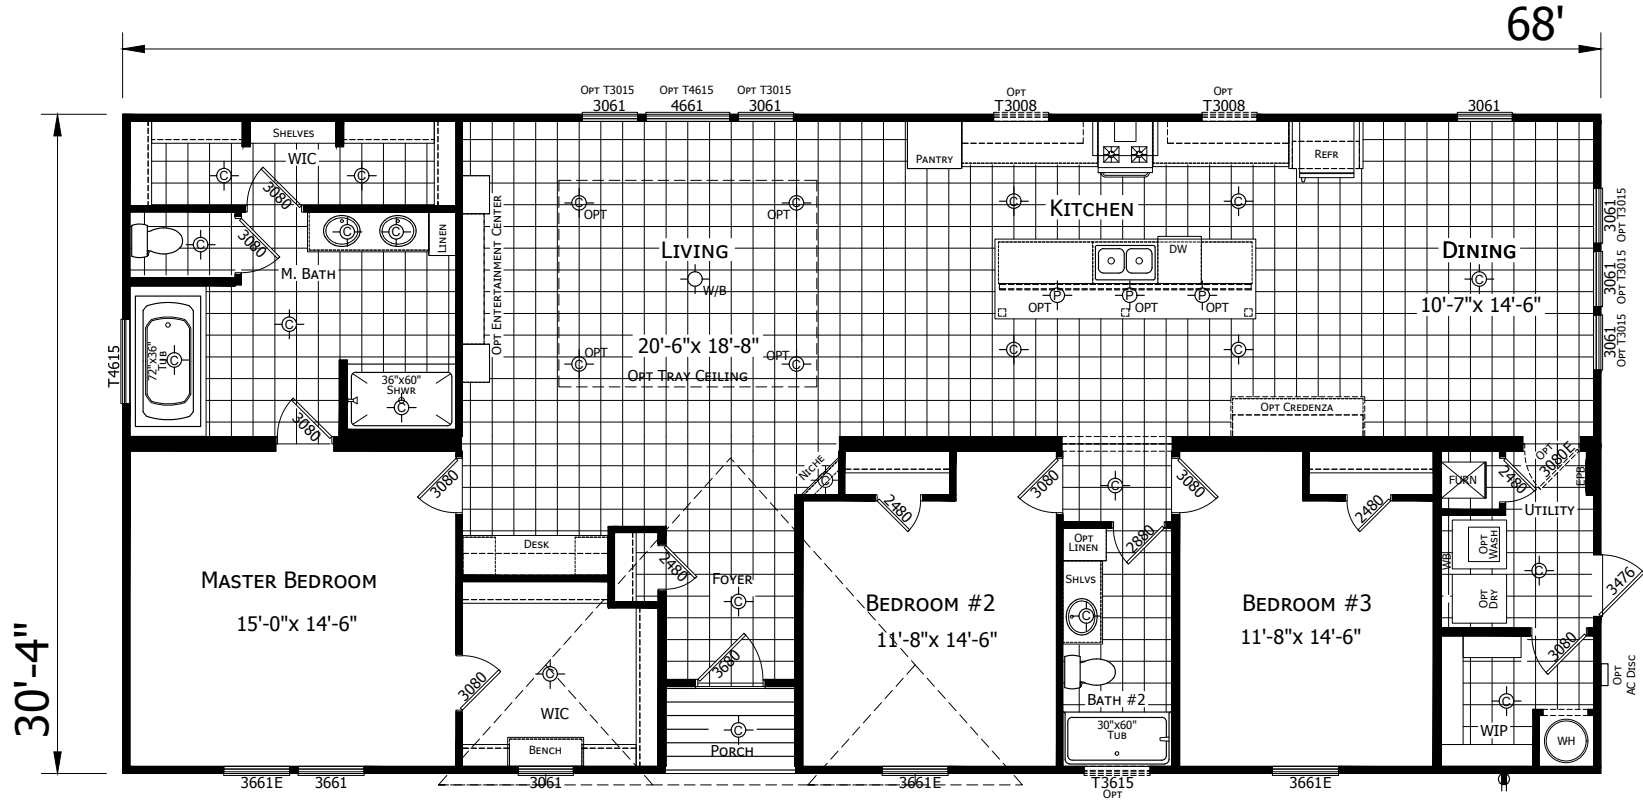 68'
OPT T3015
OPT T4615
OPT T3015
3061
4661
3061
OPT
T3008
OPT
T3008
3061
SHELVES
WIC
C
C
3080
PANTRY
REFR
C
OPT
C
OPT
C
C
KITCHEN
3061
OPT T3015
3080
C
C
C
LINEN
M. BATH
OPT ENTERTAINMENT CENTER
LIVING
W/B
DW
DINING
C
3061
OPT T3015
P
OPT
P
OPT
P
OPT
10'-7"x 14'-6"
C
T4615
72"x36"
TUB
C
20'-6"x 18'-8"
C
OPT
OPT
C
OPT TRAY CEILING
C
C
3061
OPT T3015
36"x60"
SHWR
C
3080
OPT CREDENZA
NICHE
C
3080
2480
3080
C
3080
2480
FURN
2480
OPT
3080E
EPB
UTILITY
DESK
2480
FOYER
C
OPT
LINEN
2880
SHLVS
C
WB
OPT
WASH
C
OPT
DRY
3476
MASTER BEDROOM
15'-0"x 14'-6"
BEDROOM #2
11'-8"x 14'-6"
BEDROOM #3
11'-8"x 14'-6"
30'-4"
3080
C
WIC
3680
BATH #2
3080
OPT
AC DISC
C
WIP
C
PORCH
BENCH
30"x60"
TUB
WH
3661E
3661
3061
3661E
T3615
OPT
3661E